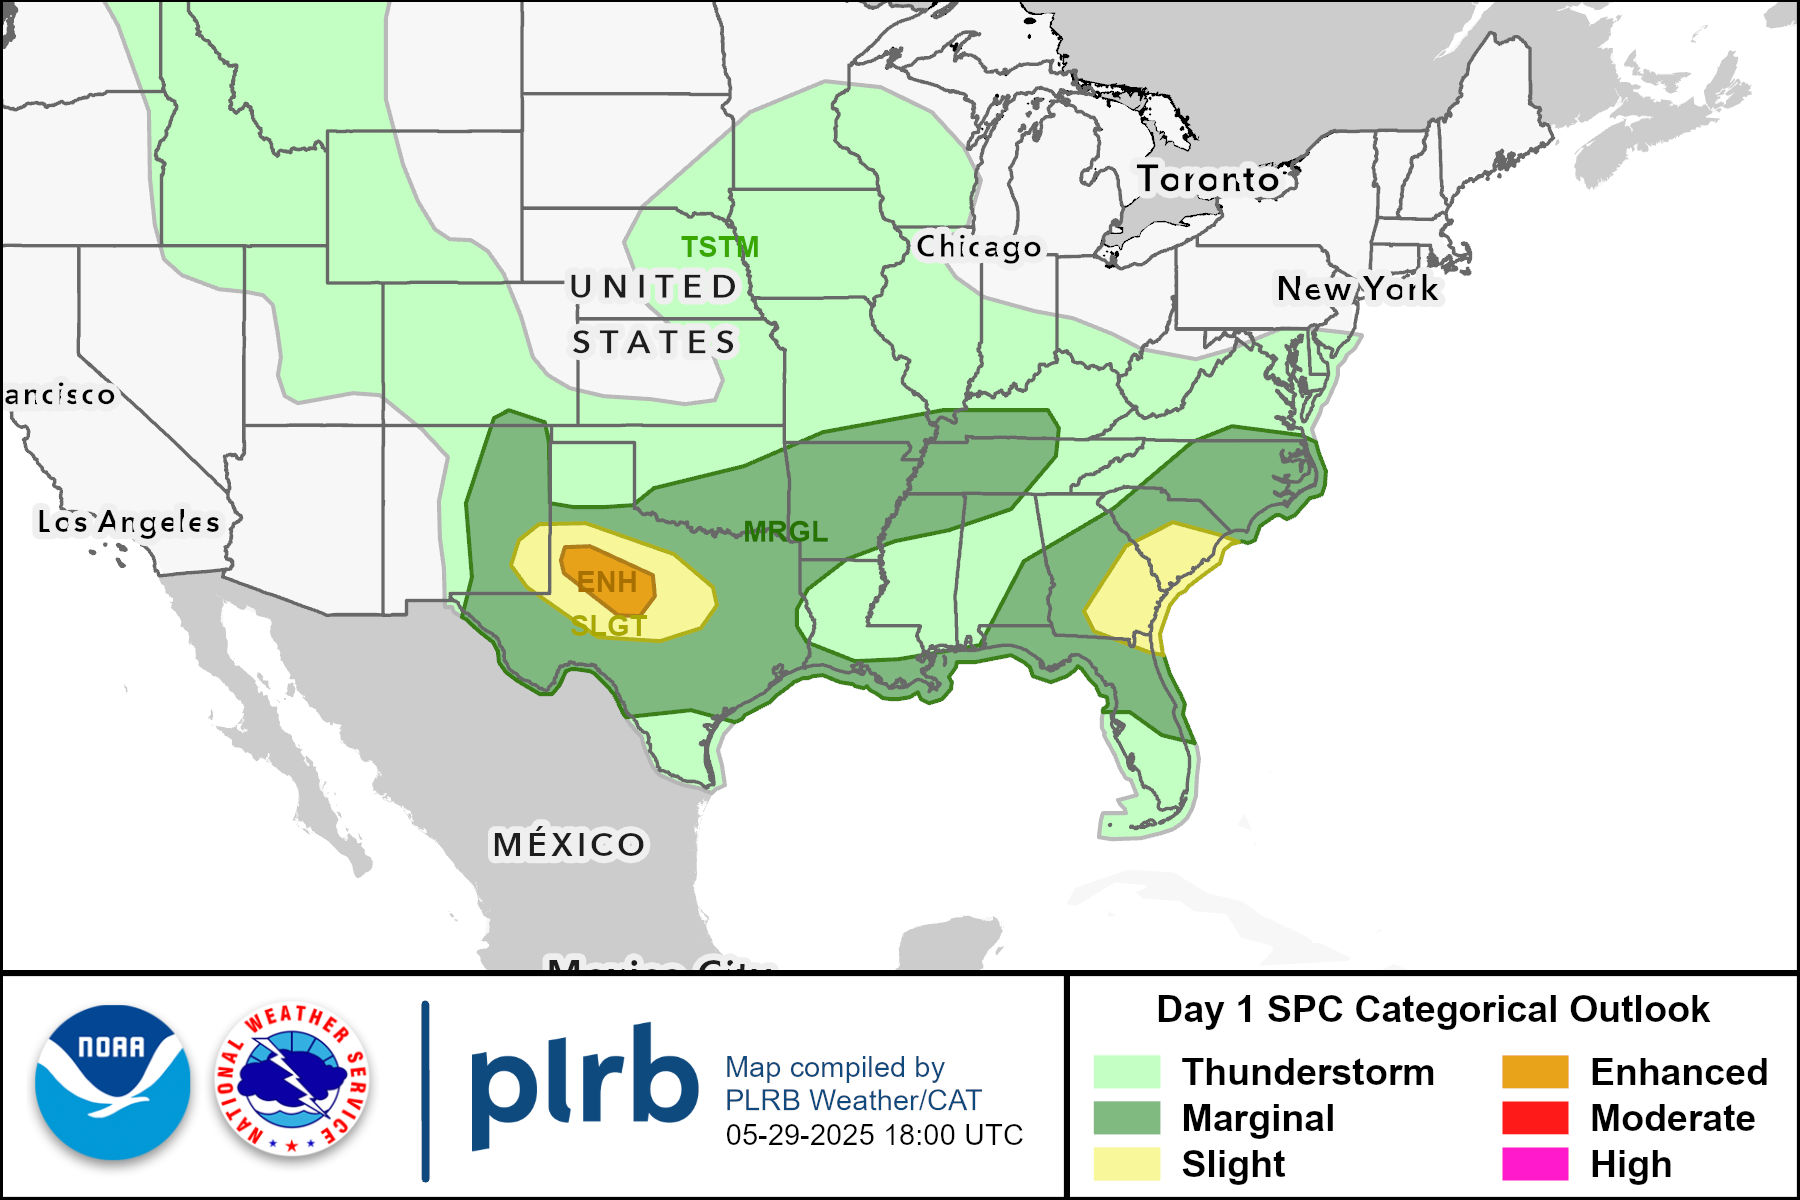 Toronto
TSTM
Chicago
UNITED
New York
STATES
ancisco
Los Angeles
MRGL
ENH
SLGT
MÉXICO
Mexico City
NOAA
NATIONAL WEATHER SERVICE
plrb
Map compiled by
PLRB Weather/CAT
05-29-2025 18:00 UTC
Day 1 SPC Categorical Outlook
Thunderstorm
Enhanced
Marginal
Moderate
Slight
High